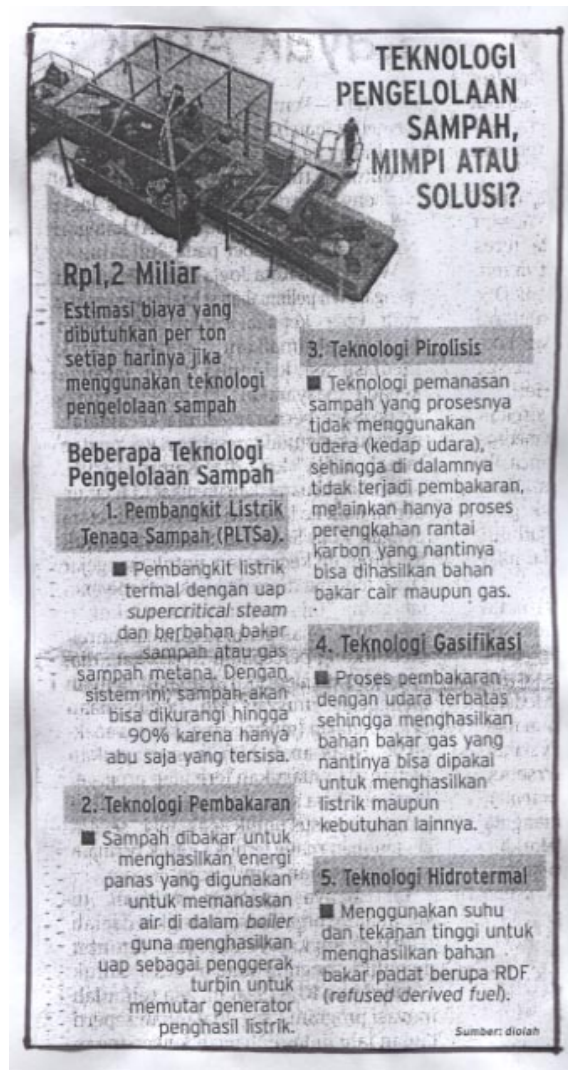 TEKNOLOGI
PENGELOLAAN
SAMPAH,
MIMPI ATAU
SOLUSI?
Rp1,2 Miliar
Estimasi biaya yang
dibutuhkan per ton
setiap harinya jika
menggunakan teknologi
pengelolaan sampah
Beberapa Teknologi
Pengelolaan Sampah
1. Pembangkit Listrik
Tenaga Sampah (PLTSa).
■ Pembangkit listrik
termal dengan uap
supercritical steam
dan berbahan bakar
sampah atau gas
sampah metana. Dengan
sistem ini, sampah akan
bisa dikurangi hingga
90% karena hanya
abu saja yang tersisa.
2. Teknologi Pembakaran
■ Sampah dibakar untuk
menghasilkan energi
panas yang digunakan
untuk memanaskan
air di dalam boiler
guna menghasilkan
uap sebagai penggerak
turbin untuk
memutar generator
penghasil listrik.
3. Teknologi Pirolisis
■ Teknologi pemanasan
sampah yang prosesnya
tidak menggunakan
udara (kedap udara),
sehingga di dalamnya
tidak terjadi pembakaran,
melainkan hanya proses
perengkahan rantai
karbon yang nantinya
bisa dihasilkan bahan
bakar cair maupun gas.
4. Teknologi Gasifikasi
■ Proses pembakaran
dengan udara terbatas
sehingga menghasilkan
bahan bakar gas yang
nantinya bisa dipakai
untuk menghasilkan
listrik maupun
kebutuhan lainnya.
5. Teknologi Hidrotermal
■ Menggunakan suhu
dan tekanan tinggi untuk
menghasilkan bahan
bakar padat berupa RDF
(refused derived fuel).
Sumber: diolah